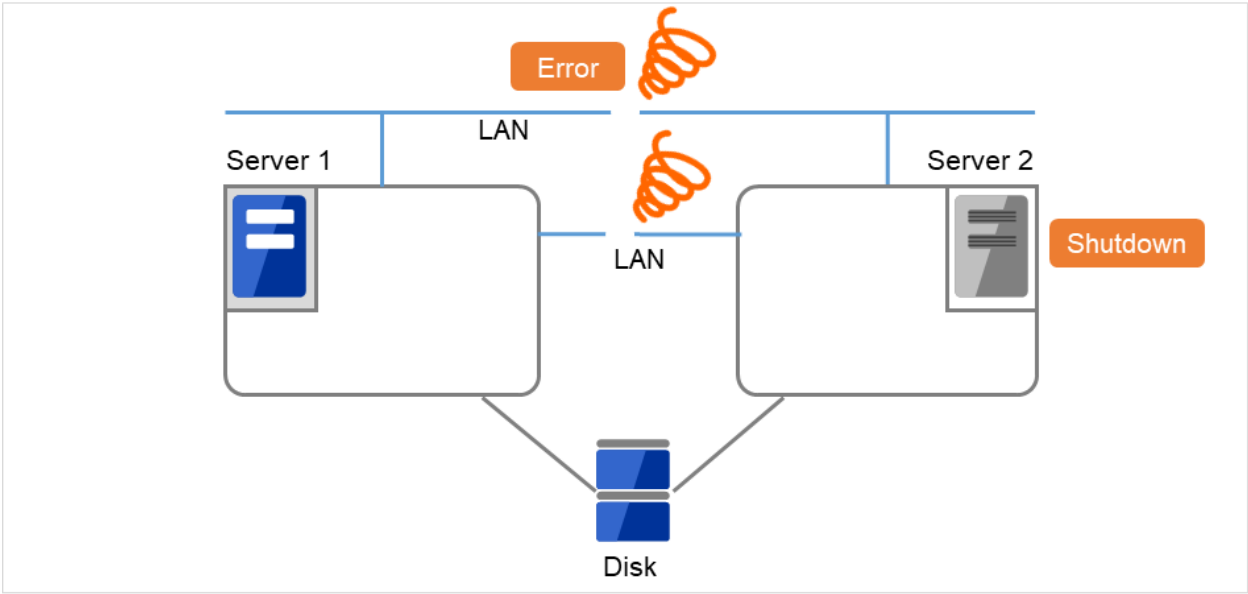 Error
LAN
Server 1
Server 2
Shutdown
LAN
Disk